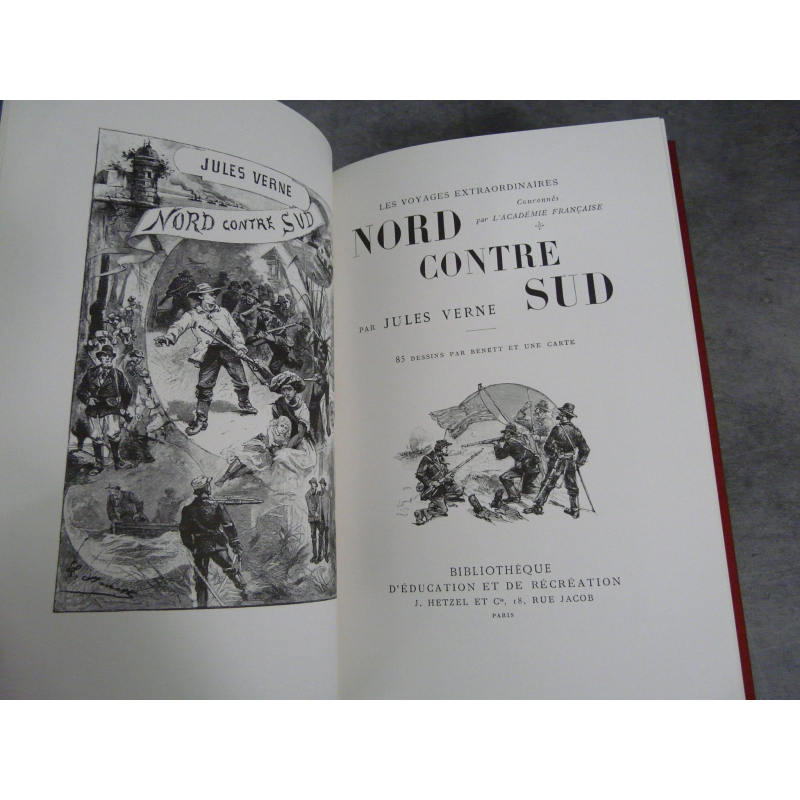 JULES VERNE
NORD CONTRE SUD
LES VOYAGES EXTRAORDINAIRES
Couronnés
par L'ACADÉMIE FRANÇAISE
NORD
CONTRE
SUD
PAR JULES VERNE
85 DESSINS PAR BENETT ET UNE CARTE
BIBLIOTHÈQUE
D'ÉDUCATION ET DE RÉCRÉATION
J. HETZEL ET Cie, 18, RUE JACOB
PARIS